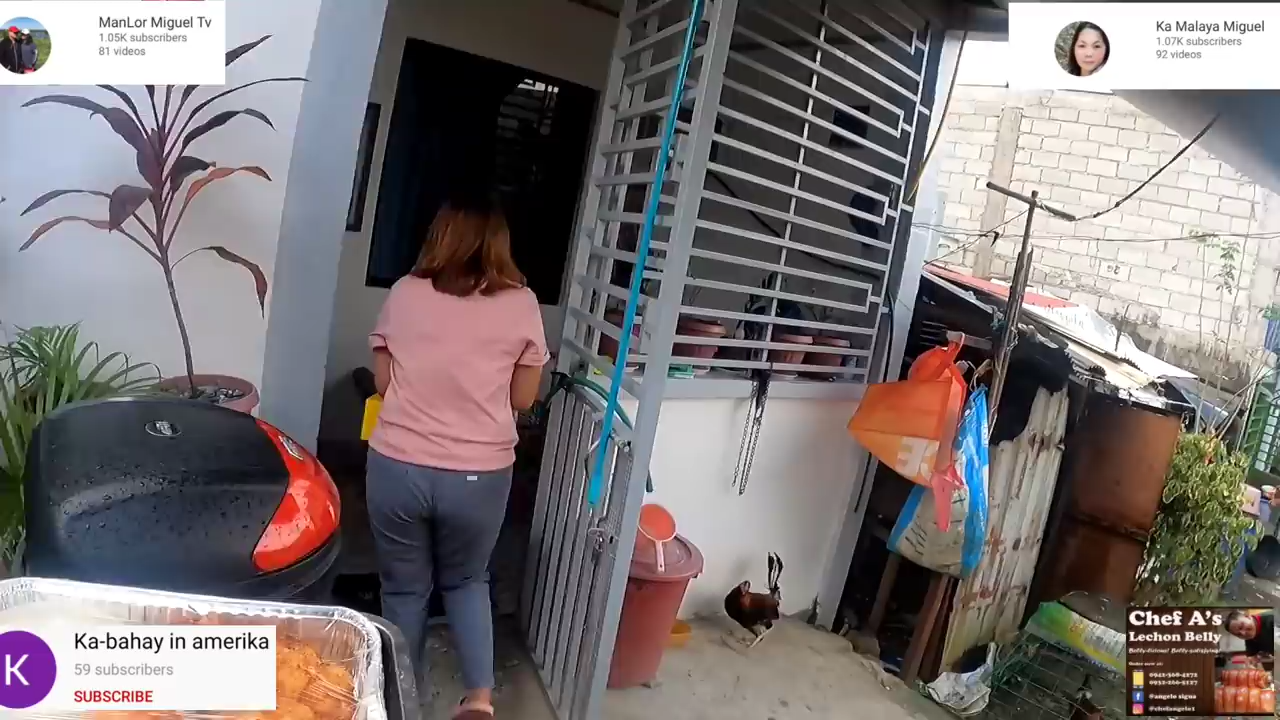 ManLor Miguel Tv
1.05K subscribers
81 videos
Ka Malaya Miguel
1.07K subscribers
92 videos
K
Ka-bahay in amerika
59 subscribers
SUBSCRIBE
Chef A's
Lechon Belly